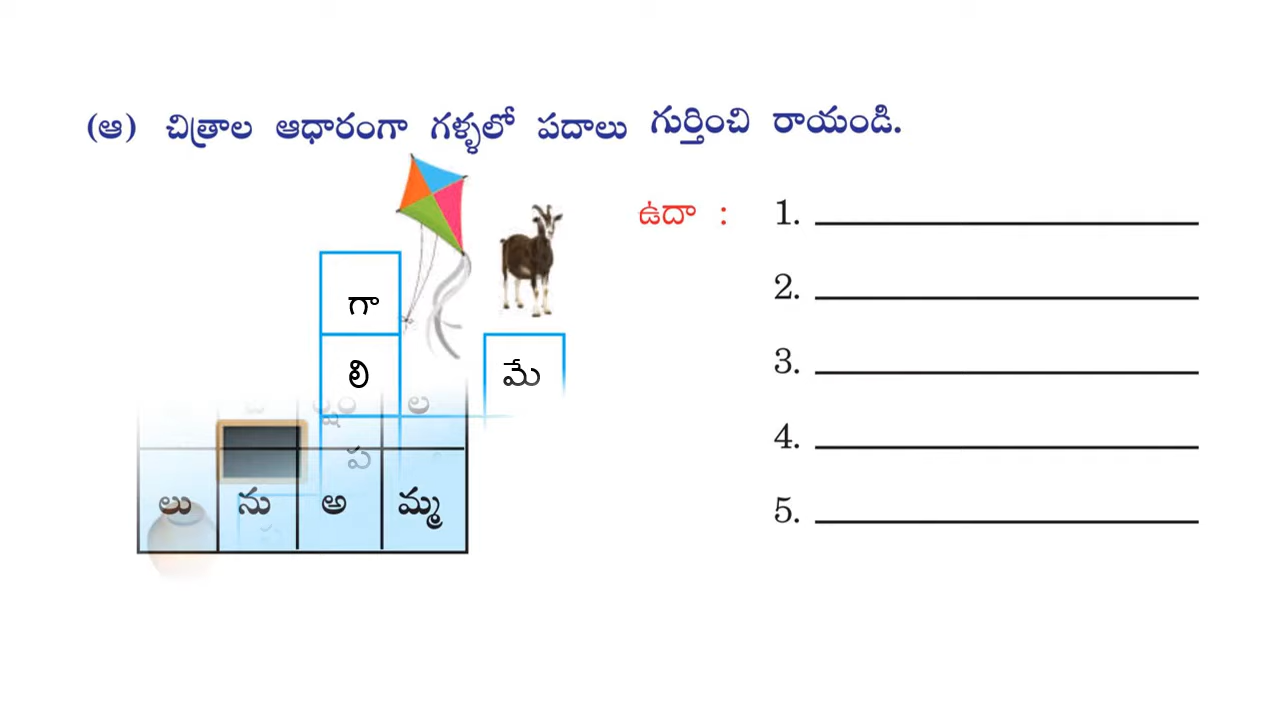 (ఆ) చిత్రాల ఆధారంగా గళ్ళలో పదాలు గుర్తించి రాయండి.
ఉదా : 1.
2.
3.
4.
5.
గా
లి మే
ర్షం ల
ప
లు ను అ మ్మ